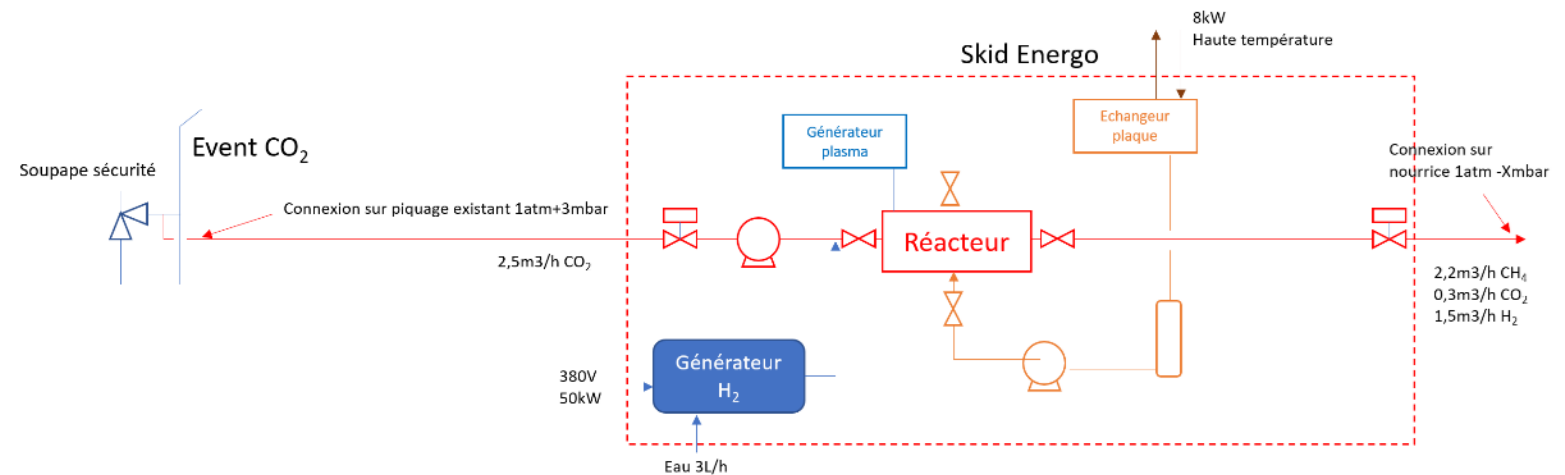 8kW
Haute température
Skid Energo
Event CO₂
Soupape sécurité
Générateur
plasma
Echangeur
plaque
Connexion sur
nourrice 1atm -Xmbar
Connexion sur piquage existant 1atm+3mbar
Réacteur
2,5m3/h CO₂
2,2m3/h CH₄
0,3m3/h CO₂
1,5m3/h H₂
Générateur
H₂
380V
50kW
Eau 3L/h